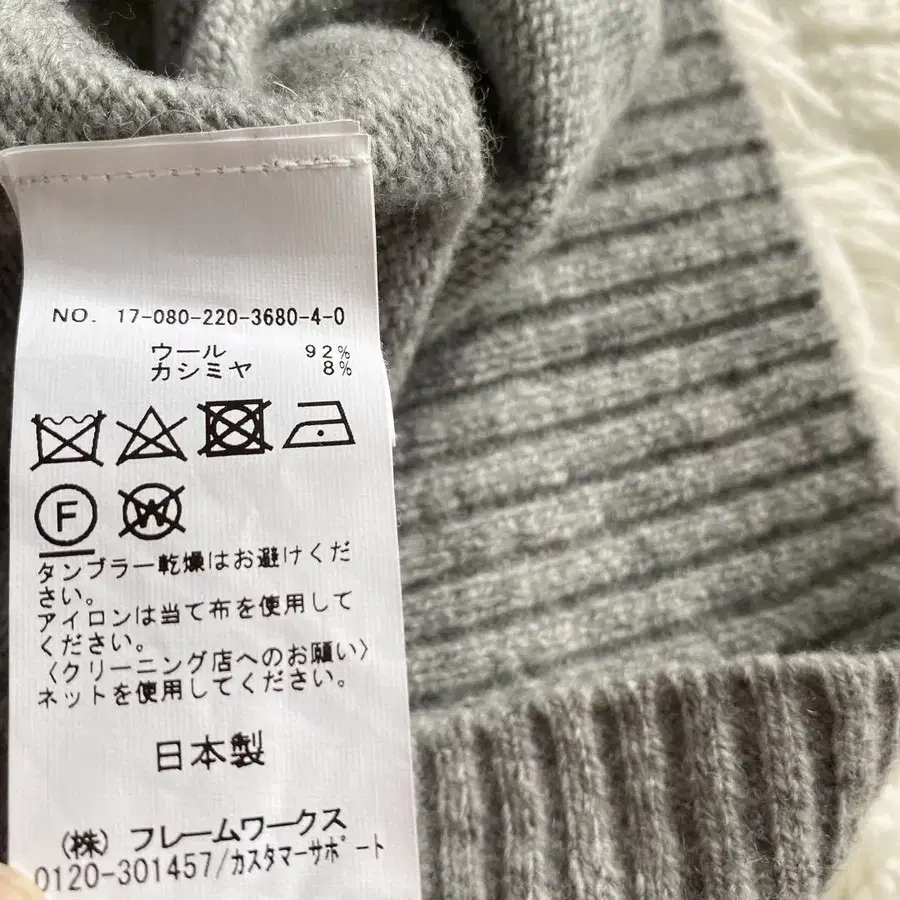 NO. 17-080-220-3680-4-0
ウール 92%
カシミヤ 8%
F W
タンブラー乾燥はお避けくだ
さい。
アイロンは当て布を使用して
ください。
〈クリーニング店へのお願い〉
ネットを使用してください。
日本製
(株) フレームワークス
0120-301457/カスタマーサポート